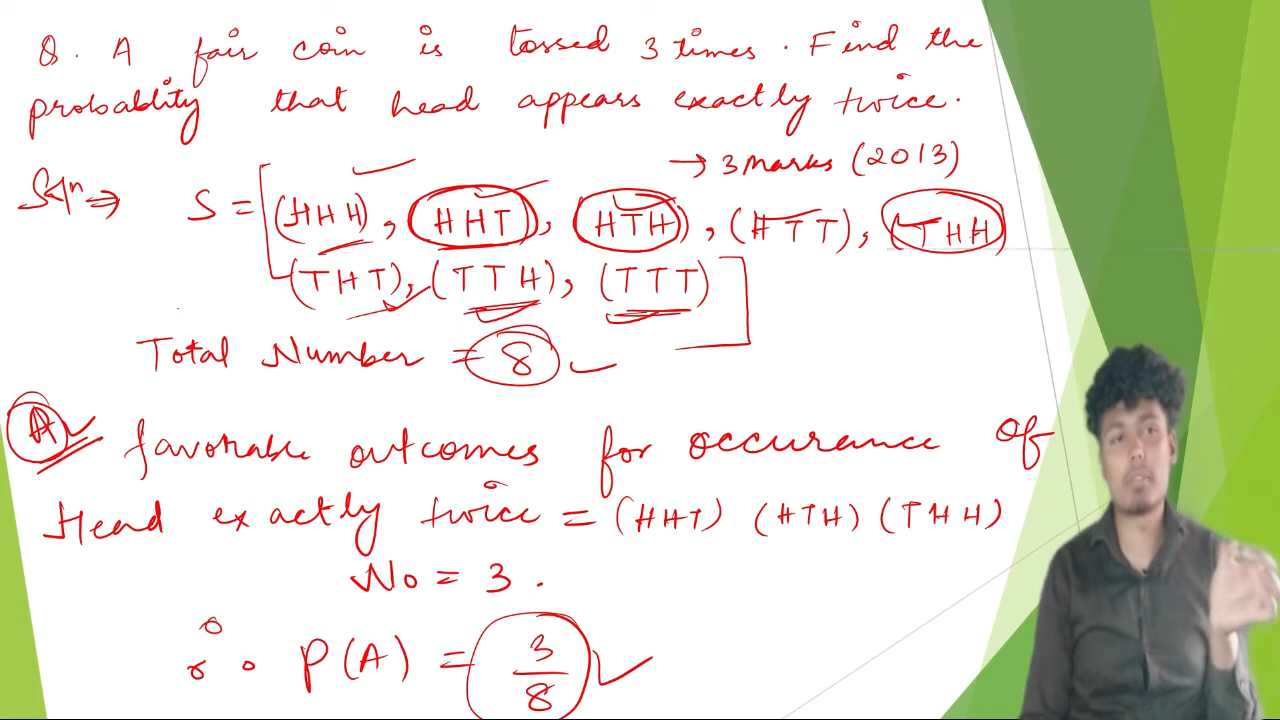 Q. A fair coin is tossed 3 times. Find the
probability that head appears exactly twice.
→ 3 marks (2013)
Solⁿ ⇒ S = [(HHH), (HHT), (HTH), (HTT), (THH)
(THT), (TTH), (TTT)]
Total Number = 8
A favorable outcomes for occurance of
Head exactly twice = (HHT) (HTH) (THH)
No = 3.
∴ P(A) = 3/8